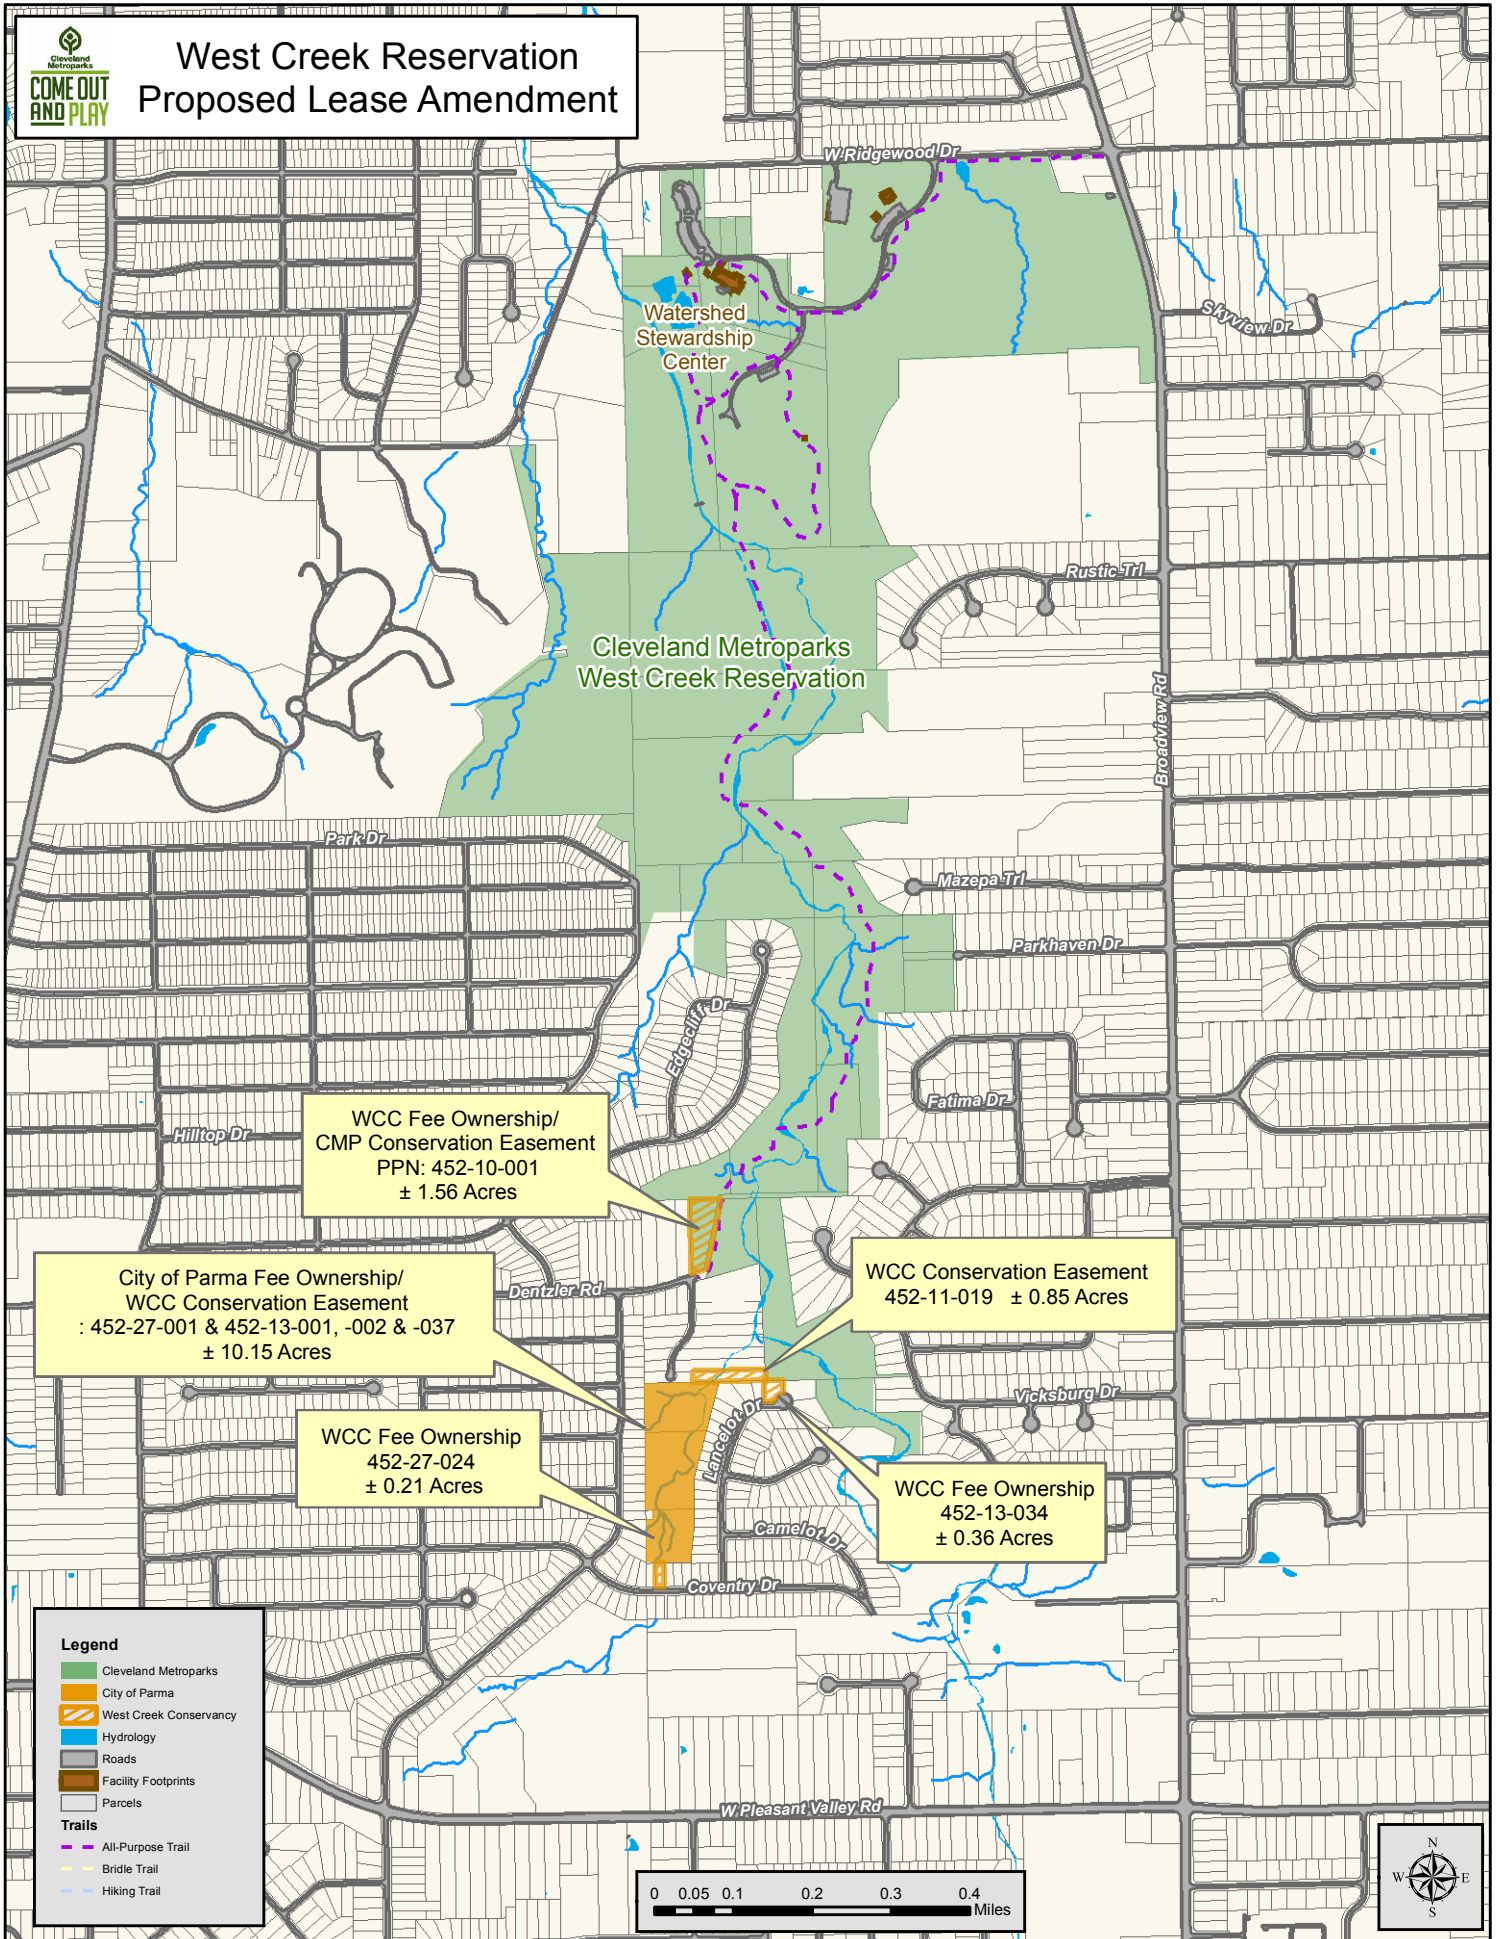 Cleveland
Metroparks
COME OUT
AND PLAY
West Creek Reservation
Proposed Lease Amendment
W Ridgewood Dr
Skyview Dr
Watershed
Stewardship
Center
Rustic Trl
Cleveland Metroparks
West Creek Reservation
Broadview Rd
Park Dr
Mazepa Trl
Parkhaven Dr
Edgecliff Dr
Fatima Dr
Hilltop Dr
WCC Fee Ownership/
CMP Conservation Easement
PPN: 452-10-001
± 1.56 Acres
City of Parma Fee Ownership/
WCC Conservation Easement
: 452-27-001 & 452-13-001, -002 & -037
± 10.15 Acres
Dentzler Rd
WCC Conservation Easement
452-11-019 ± 0.85 Acres
Vicksburg Dr
Lancelot Dr
WCC Fee Ownership
452-27-024
± 0.21 Acres
WCC Fee Ownership
452-13-034
± 0.36 Acres
Camelot Dr
Coventry Dr
W Pleasant Valley Rd
Legend
Cleveland Metroparks
City of Parma
West Creek Conservancy
Hydrology
Roads
Facility Footprints
Parcels
Trails
All-Purpose Trail
Bridle Trail
Hiking Trail
0 0.05 0.1 0.2 0.3 0.4
Miles
N
W E
S